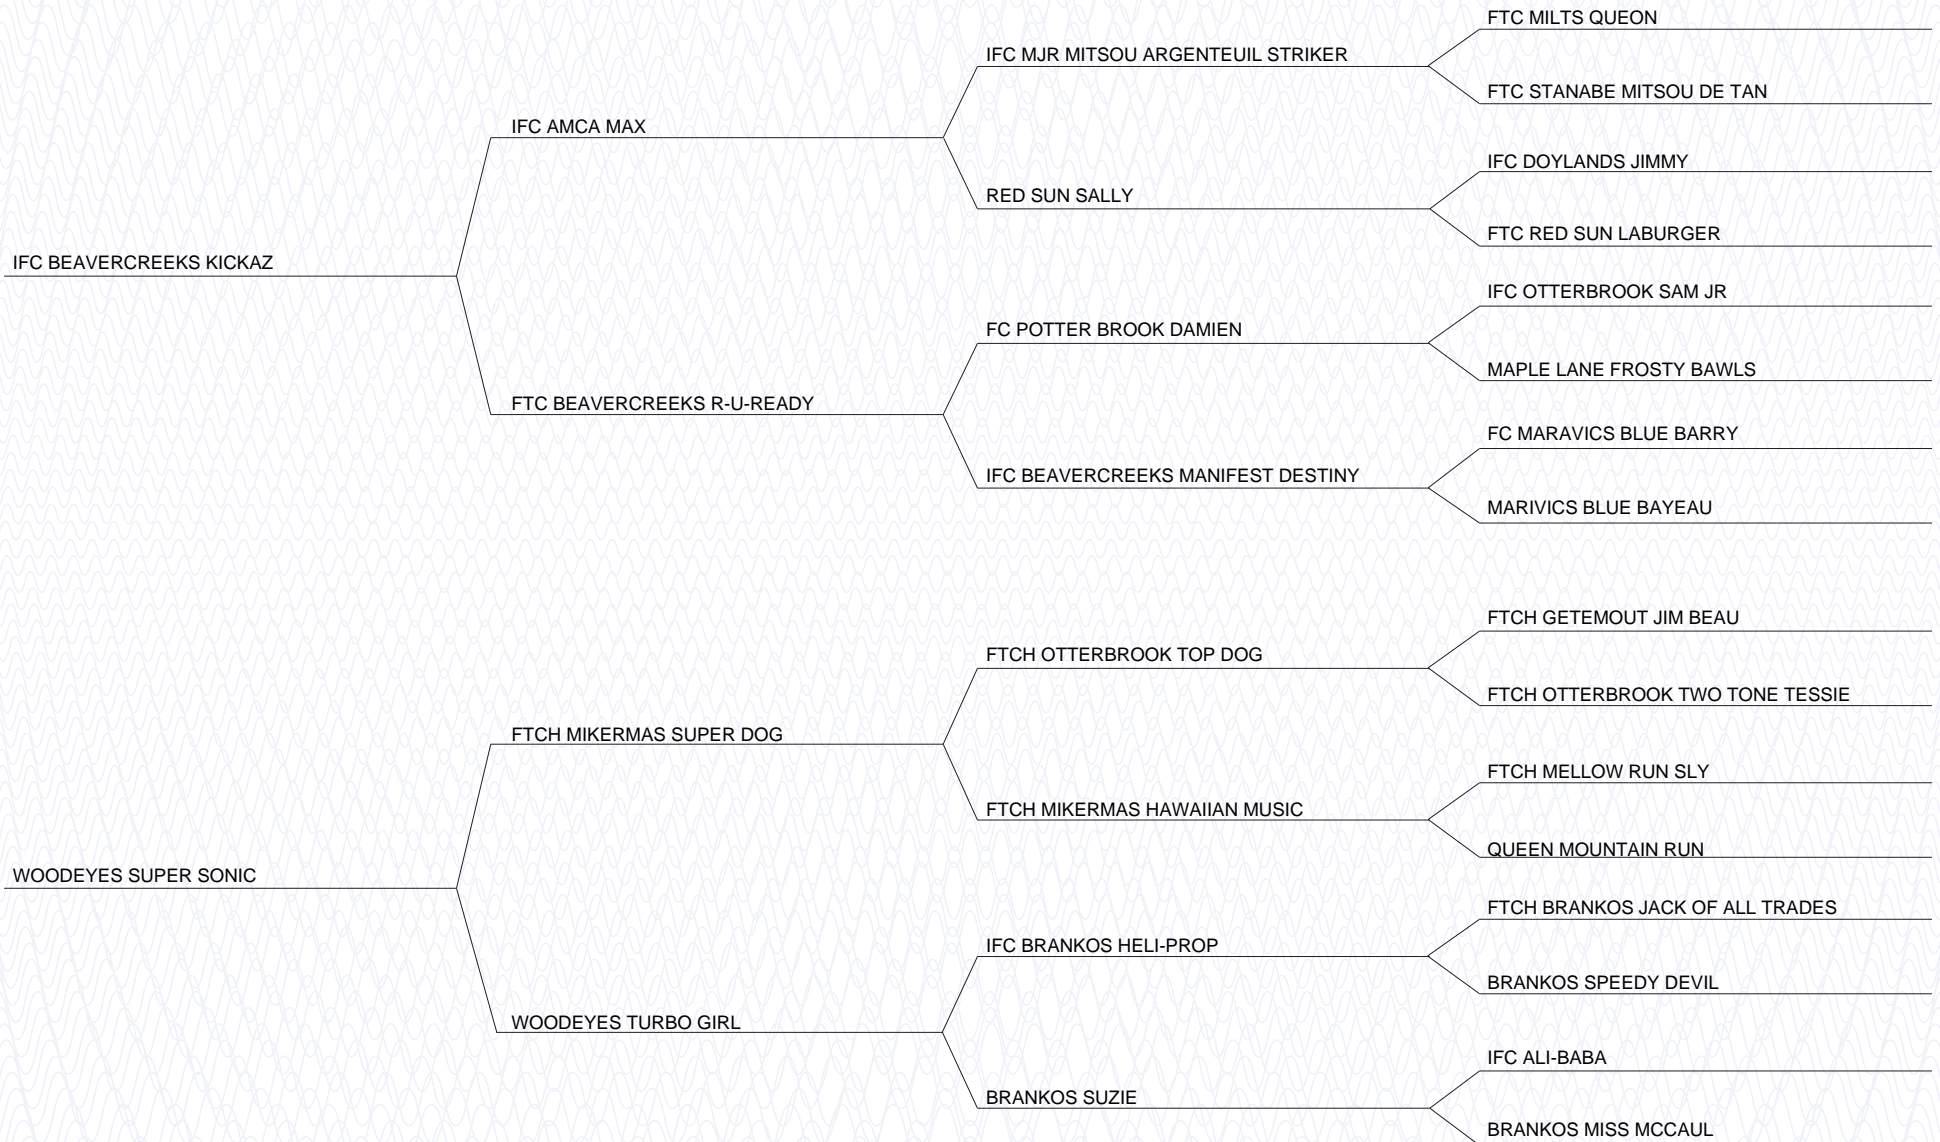 FTC MILTS QUEON
IFC MJR MITSOU ARGENTEUIL STRIKER
FTC STANABE MITSOU DE TAN
IFC AMCA MAX
IFC DOYLANDS JIMMY
RED SUN SALLY
FTC RED SUN LABURGER
IFC BEAVERCREEKS KICKAZ
IFC OTTERBROOK SAM JR
FC POTTER BROOK DAMIEN
MAPLE LANE FROSTY BAWLS
FTC BEAVERCREEKS R-U-READY
FC MARAVICS BLUE BARRY
IFC BEAVERCREEKS MANIFEST DESTINY
MARIVICS BLUE BAYEAU
FTCH GETEMOUT JIM BEAU
FTCH OTTERBROOK TOP DOG
FTCH OTTERBROOK TWO TONE TESSIE
FTCH MIKERMAS SUPER DOG
FTCH MELLOW RUN SLY
FTCH MIKERMAS HAWAIIAN MUSIC
QUEEN MOUNTAIN RUN
WOODEYES SUPER SONIC
FTCH BRANKOS JACK OF ALL TRADES
IFC BRANKOS HELI-PROP
BRANKOS SPEEDY DEVIL
WOODEYES TURBO GIRL
IFC ALI-BABA
BRANKOS SUZIE
BRANKOS MISS MCCAUL